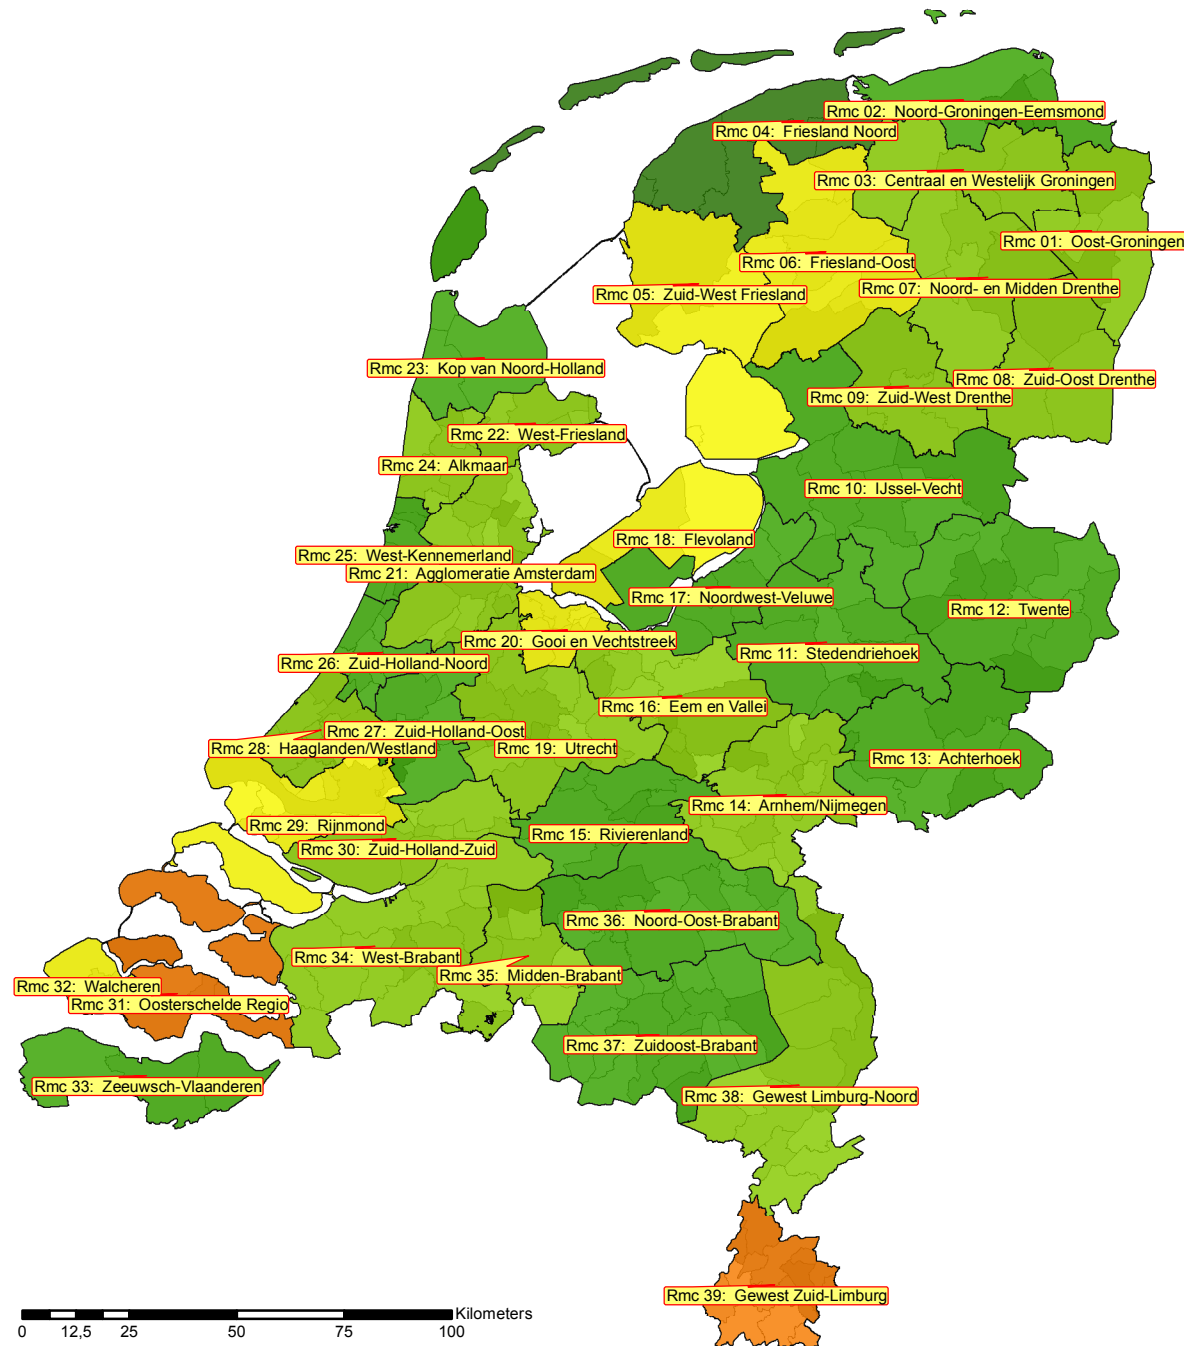 Rmc 02: Noord-Groningen-Eemsmond
Rmc 04: Friesland Noord
Rmc 03: Centraal en Westelijk Groningen
Rmc 01: Oost-Groningen
Rmc 06: Friesland-Oost
Rmc 07: Noord- en Midden Drenthe
Rmc 05: Zuid-West Friesland
Rmc 23: Kop van Noord-Holland
Rmc 08: Zuid-Oost Drenthe
Rmc 09: Zuid-West Drenthe
Rmc 22: West-Friesland
Rmc 24: Alkmaar
Rmc 10: IJssel-Vecht
Rmc 18: Flevoland
Rmc 25: West-Kennemerland
Rmc 21: Agglomeratie Amsterdam
Rmc 17: Noordwest-Veluwe
Rmc 12: Twente
Rmc 20: Gooi en Vechtstreek
Rmc 11: Stedendriehoek
Rmc 26: Zuid-Holland-Noord
Rmc 16: Eem en Vallei
Rmc 27: Zuid-Holland-Oost
Rmc 28: Haaglanden/Westland
Rmc 19: Utrecht
Rmc 13: Achterhoek
Rmc 14: Arnhem/Nijmegen
Rmc 29: Rijnmond
Rmc 15: Rivierenland
Rmc 30: Zuid-Holland-Zuid
Rmc 36: Noord-Oost-Brabant
Rmc 34: West-Brabant
Rmc 35: Midden-Brabant
Rmc 32: Walcheren
Rmc 31: Oosterschelde Regio
Rmc 37: Zuidoost-Brabant
Rmc 33: Zeeuwsch-Vlaanderen
Rmc 38: Gewest Limburg-Noord
Rmc 39: Gewest Zuid-Limburg
Kilometers
0 12,5 25 50 75 100